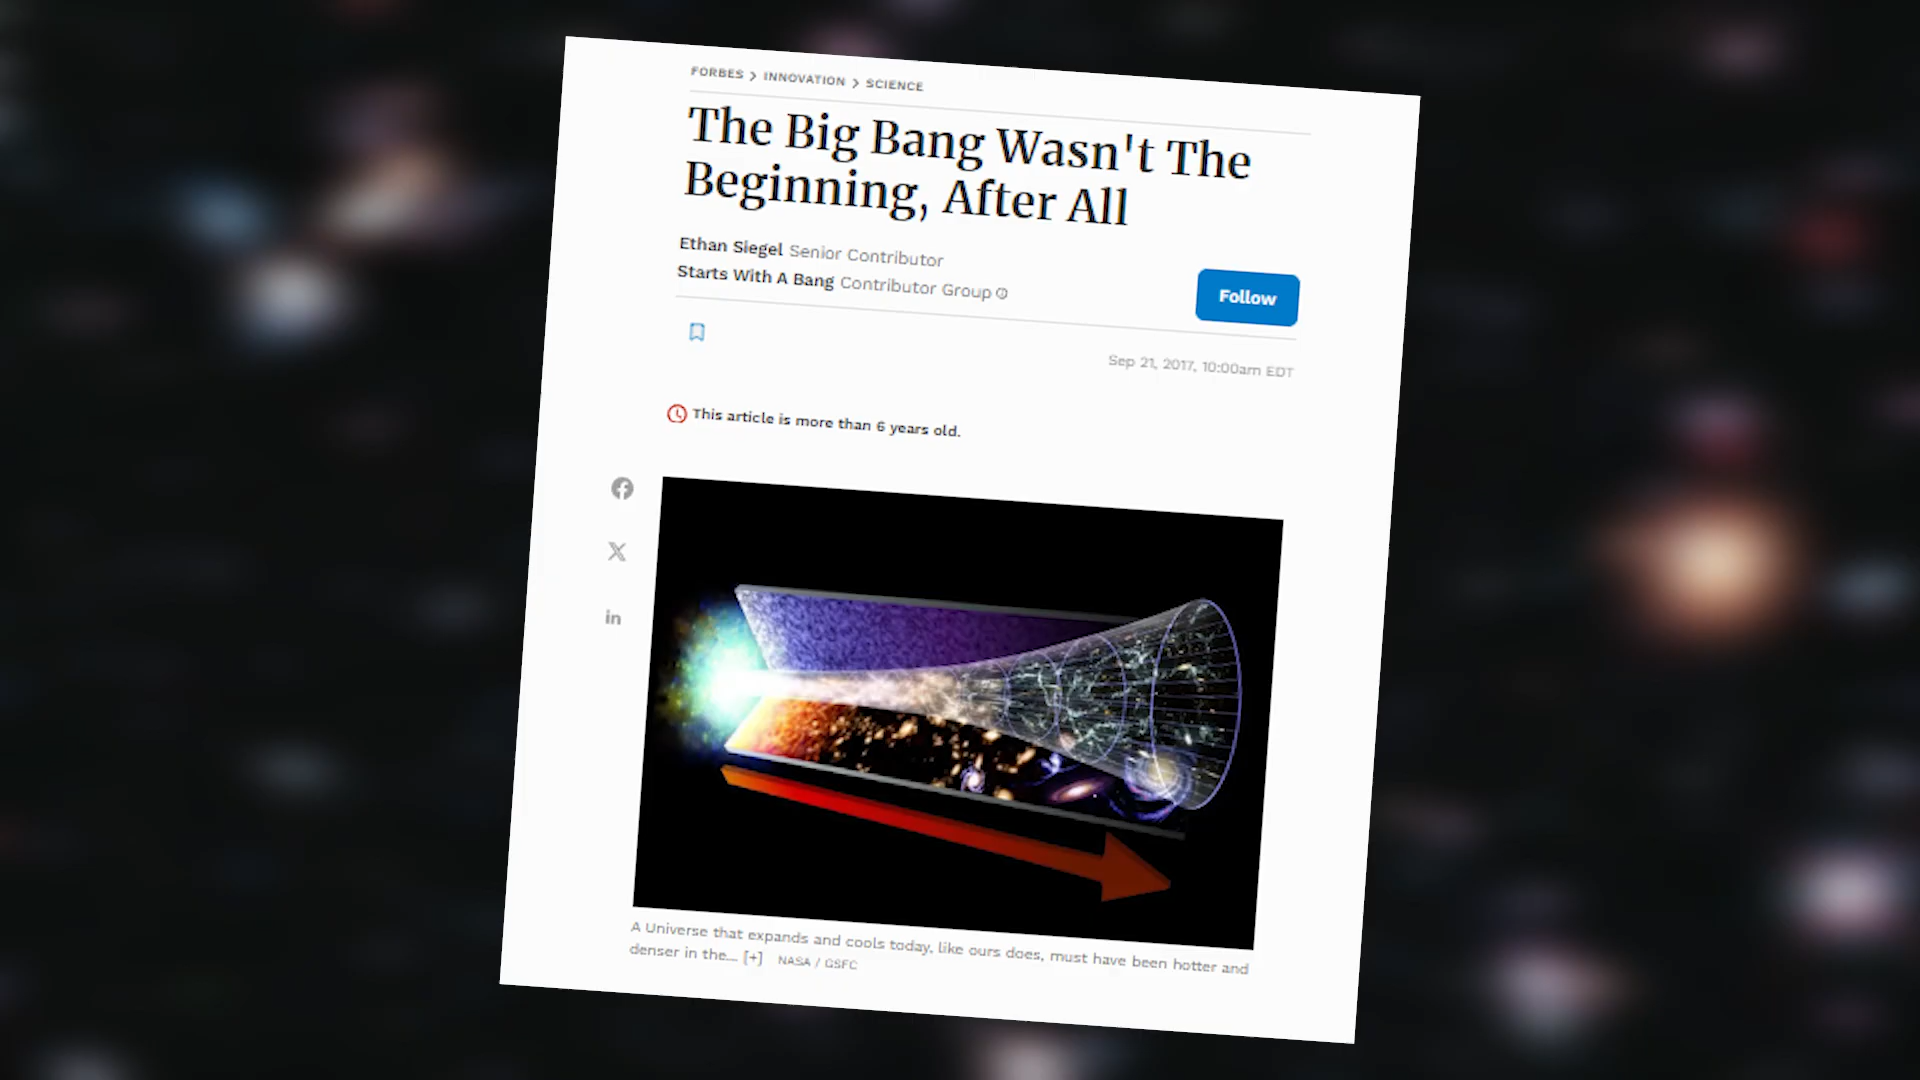 FORBES > INNOVATION > SCIENCE
The Big Bang Wasn't The
Beginning, After All
Ethan Siegel Senior Contributor
Starts With A Bang Contributor Group
Follow
Sep 21, 2017, 10:00am EDT
This article is more than 6 years old.
in
A Universe that expands and cools today, like ours does, must have been hotter and
denser in the... [+] NASA / GSFC